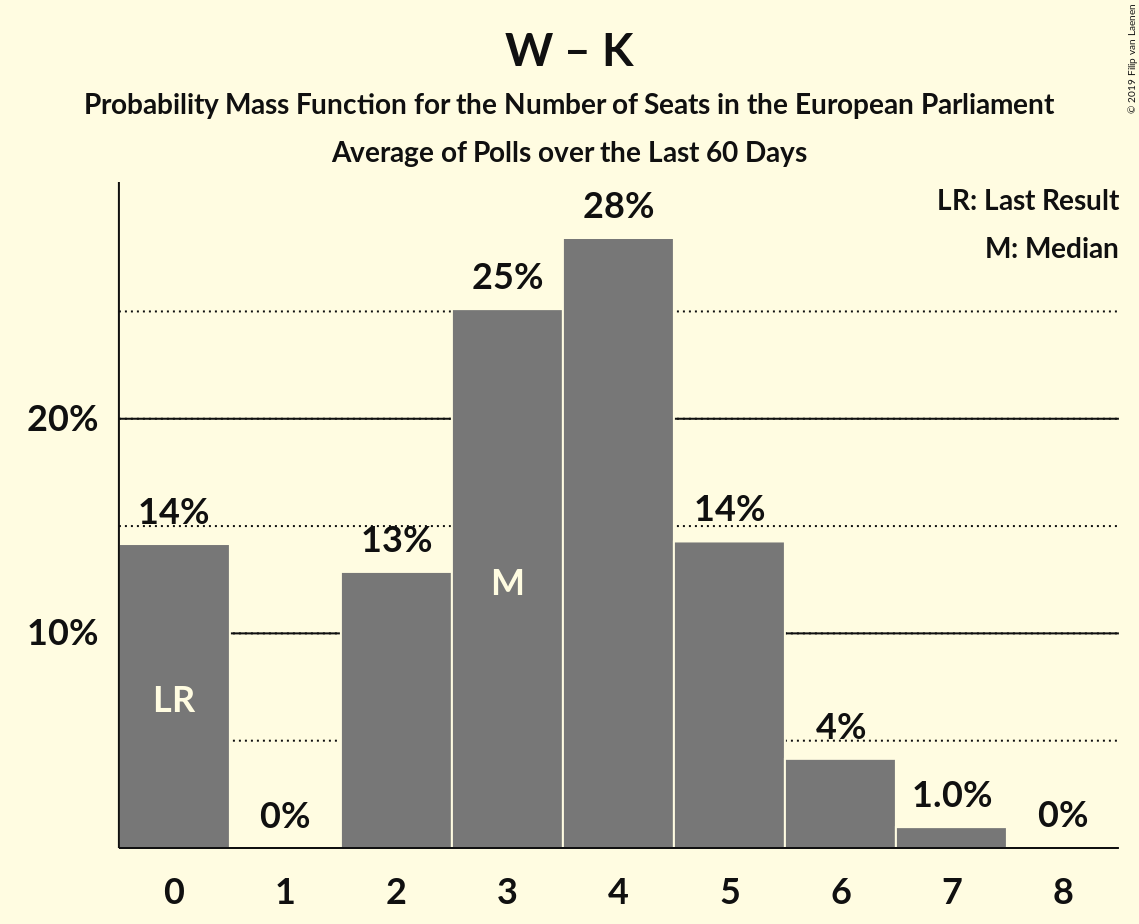 W – K
Probability Mass Function for the Number of Seats in the European Parliament
Average of Polls over the Last 60 Days
© 2019 Filip van Laenen
LR: Last Result
M: Median
28%
25%
20%
14%
13%
14%
M
10%
LR
4%
0%
1.0%
0%
0 1 2 3 4 5 6 7 8